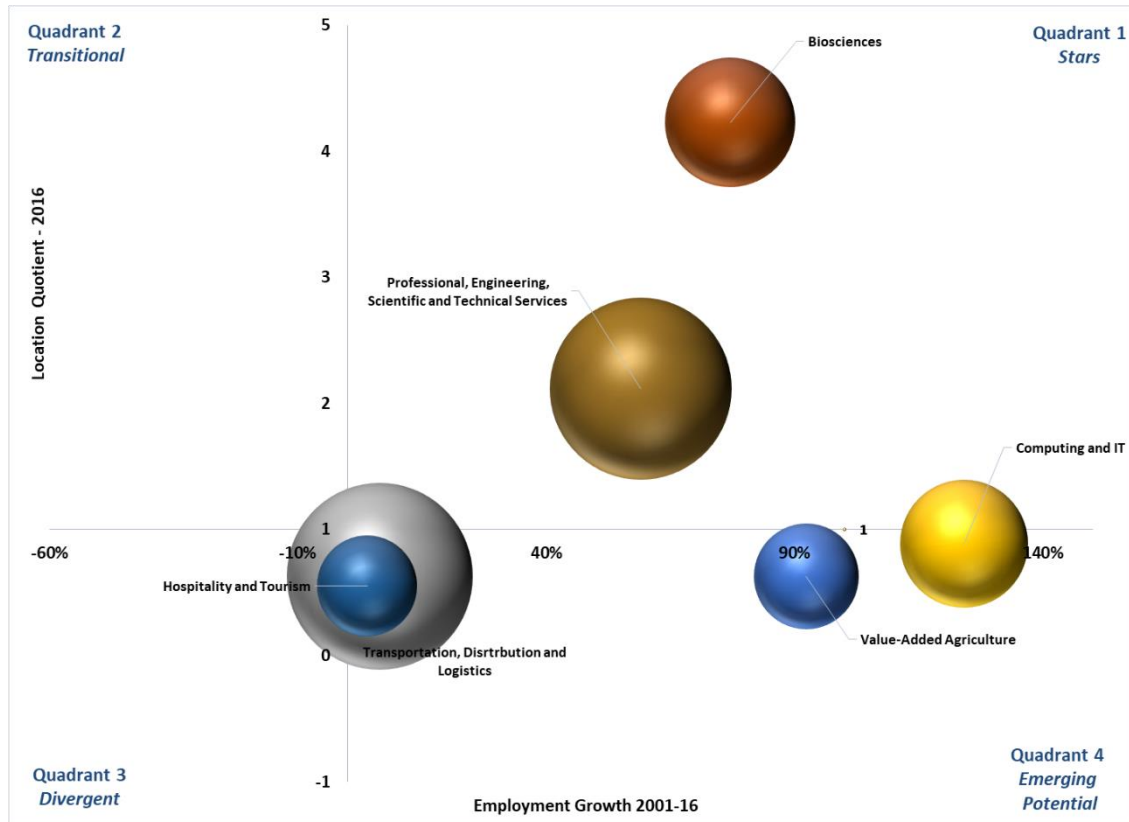 Quadrant 2
Transitional
5
Quadrant 1
Stars
Biosciences
4
Location Quotient - 2016
3
Professional, Engineering,
Scientific and Technical Services
2
Computing and IT
1
1
-60%
-10%
40%
90%
140%
Hospitality and Tourism
Value-Added Agriculture
Transportation, Disrtrbution and
Logistics
0
Quadrant 3
Divergent
-1
Quadrant 4
Emerging
Potential
Employment Growth 2001-16